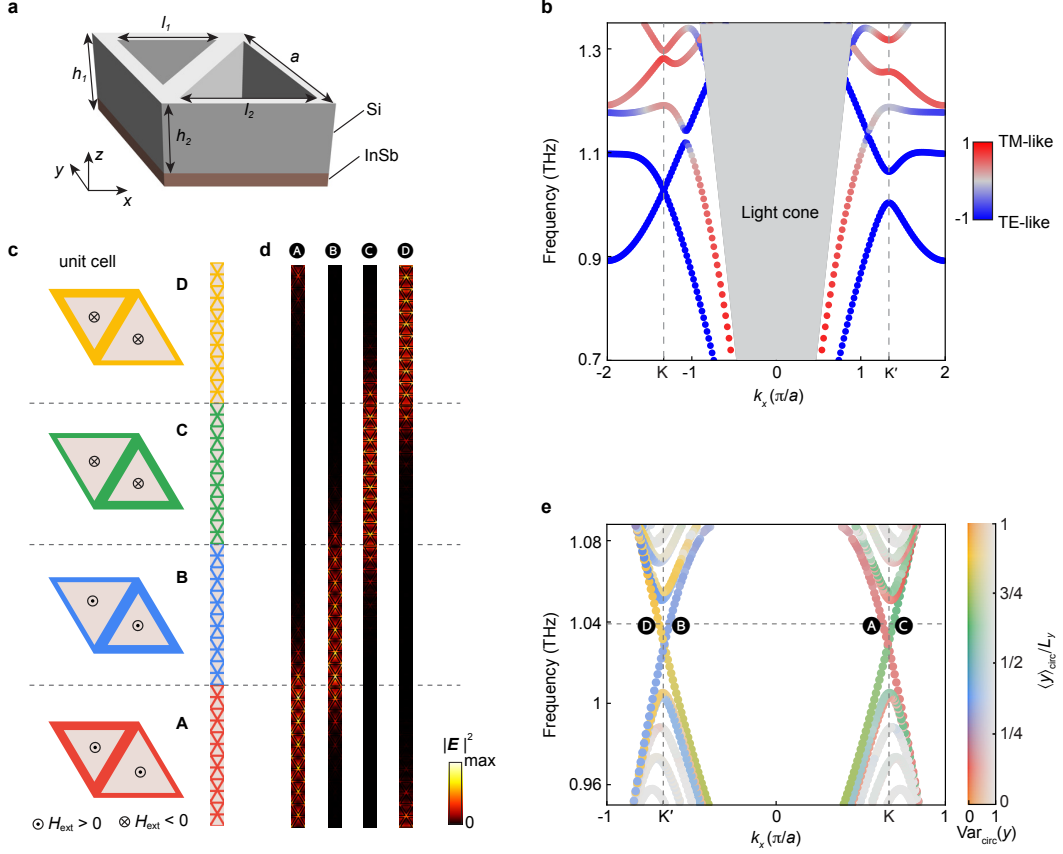 a
l1
a
h1
l2
h2
Si
InSb
z
y
x
b
Frequency (THz)
1.3
1.1
0.9
0.7
Light cone
-2
K
-1
0
1
K′
2
kx (π/a)
1
TM-like
-1
TE-like
c
unit cell
D
C
B
A
⊙ Hext > 0
⊗ Hext < 0
d
A
B
C
D
|E|²
max
0
e
Frequency (THz)
1.08
1.04
1
0.96
D
B
A
C
-1
K′
0
K
1
kx (π/a)
1
3/4
1/2
1/4
0
⟨y⟩circ/Ly
0
1
Varcirc(y)